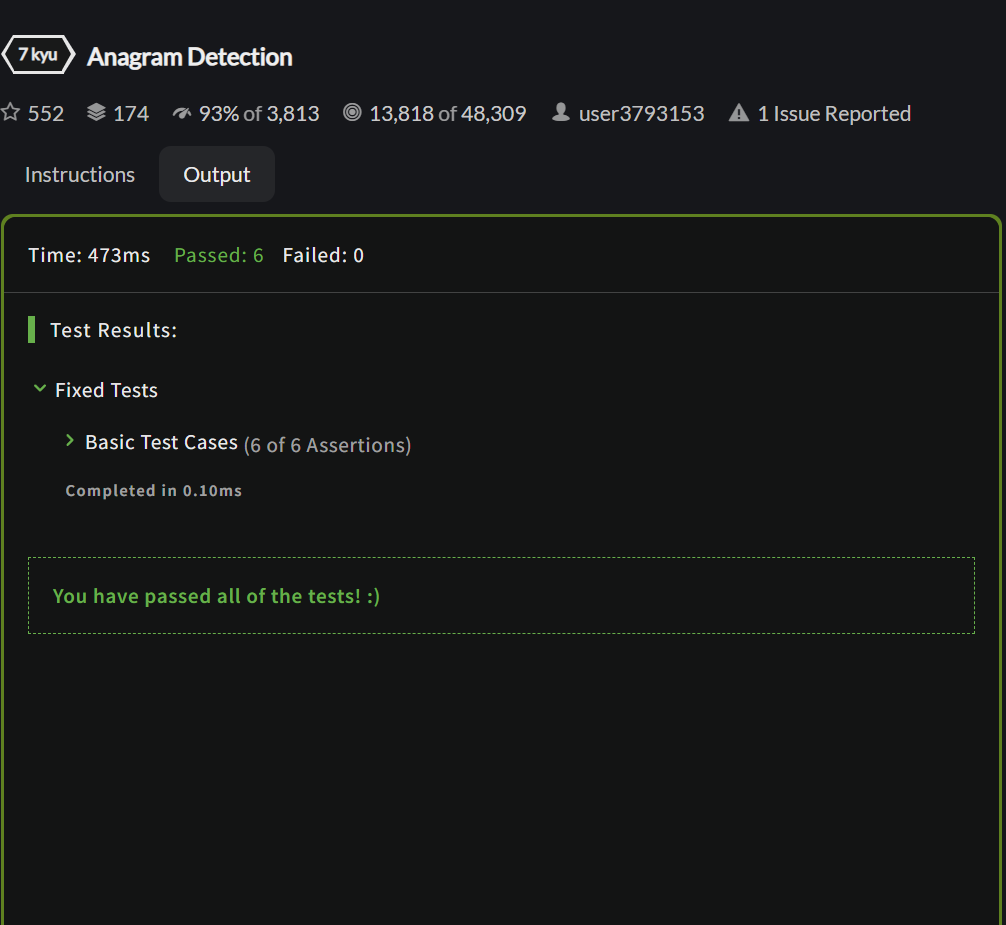 7 kyu Anagram Detection
552 174 93% of 3,813 13,818 of 48,309 user3793153 1 Issue Reported
Instructions Output
Time: 473ms Passed: 6 Failed: 0
Test Results:
Fixed Tests
Basic Test Cases (6 of 6 Assertions)
Completed in 0.10ms
You have passed all of the tests! :)